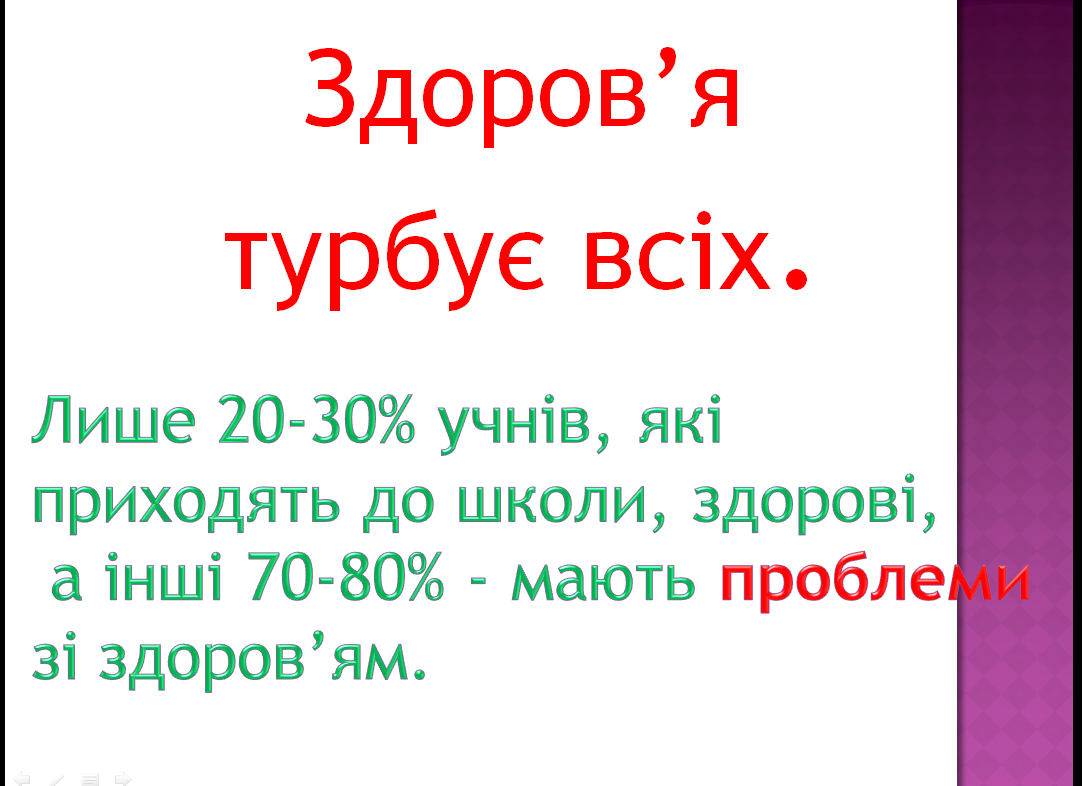 Здоров’я
турбує всіх.
Лише 20-30% учнів, які
приходять до школи, здорові,
а інші 70-80% - мають проблеми
зі здоров’ям.